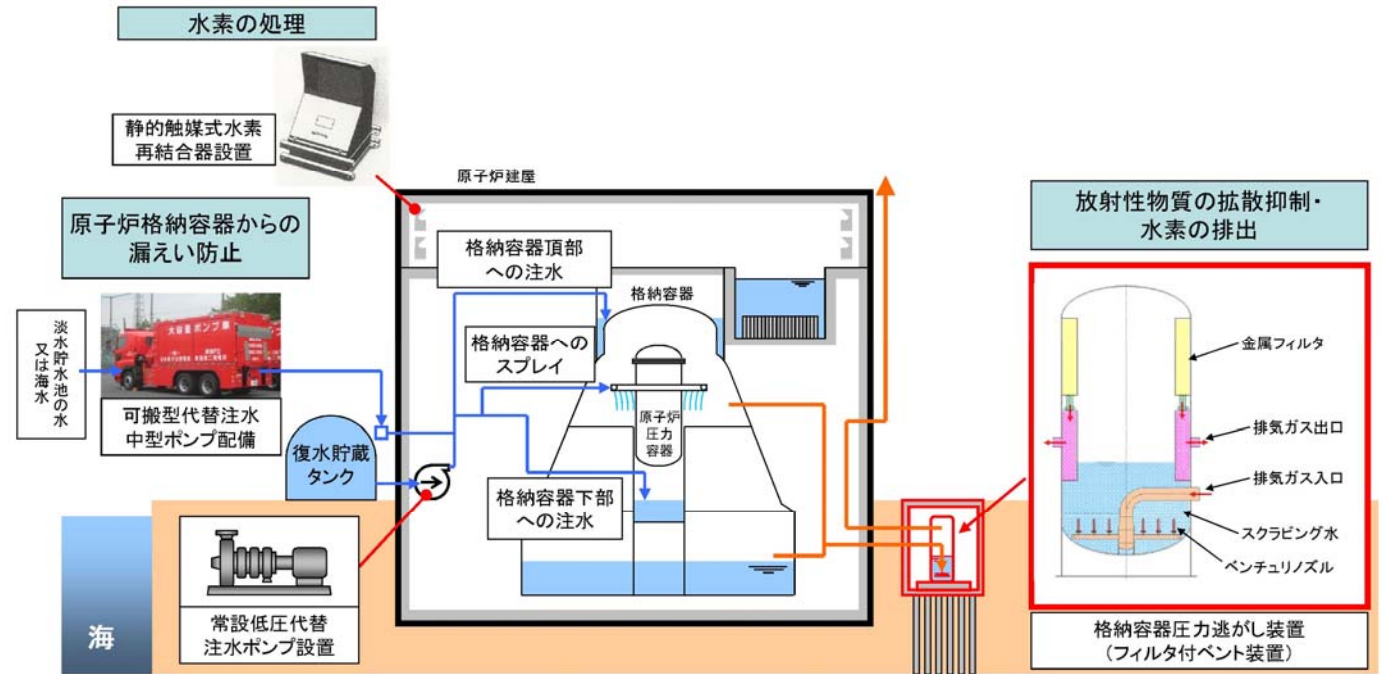 水素の処理
静的触媒式水素
再結合器設置
原子炉建屋
原子炉格納容器からの
漏えい防止
淡水貯水池の水
又は海水
大容量ポンプ車
可搬型代替注水
中型ポンプ配備
復水貯蔵
タンク
格納容器頂部
への注水
格納容器
格納容器への
スプレイ
原子炉
圧力
容器
格納容器下部
への注水
常設低圧代替
注水ポンプ設置
海
放射性物質の拡散抑制・
水素の排出
金属フィルタ
排気ガス出口
排気ガス入口
スクラビング水
ベンチュリノズル
格納容器圧力逃がし装置
(フィルタ付ベント装置)